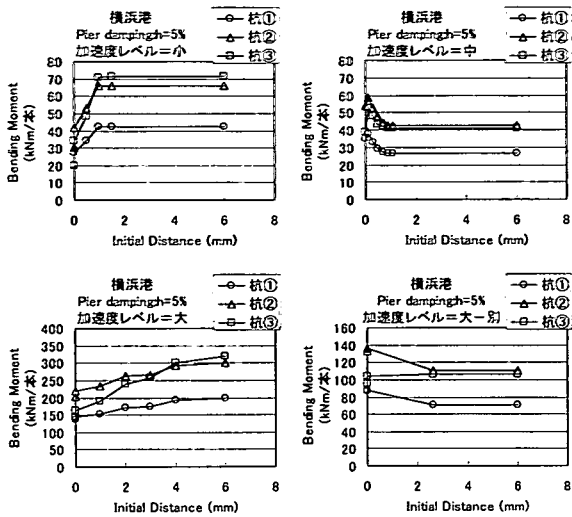 横浜港
Pier dampingh=5%
加速度レベル=小
杭①
杭②
杭③
80
70
60
50
40
30
20
10
0
Bending Moment
(kNm/本)
0 2 4 6 8
Initial Distance (mm)
横浜港
Pier dampingh=5%
加速度レベル=中
杭①
杭②
杭③
80
70
60
50
40
30
20
10
0
Bending Moment
(kNm/本)
0 2 4 6 8
Initial Distance (mm)
横浜港
Pier dampingh=5%
加速度レベル=大
杭①
杭②
杭③
400
350
300
250
200
150
100
50
0
Bending Moment
(kNm/本)
0 2 4 6 8
Initial Distance (mm)
横浜港
Pier dampingh=5%
加速度レベル=大-別
杭①
杭②
杭③
160
140
120
100
80
60
40
20
0
Bending Moment
(kNm/本)
0 2 4 6 8
Initial Distance (mm)